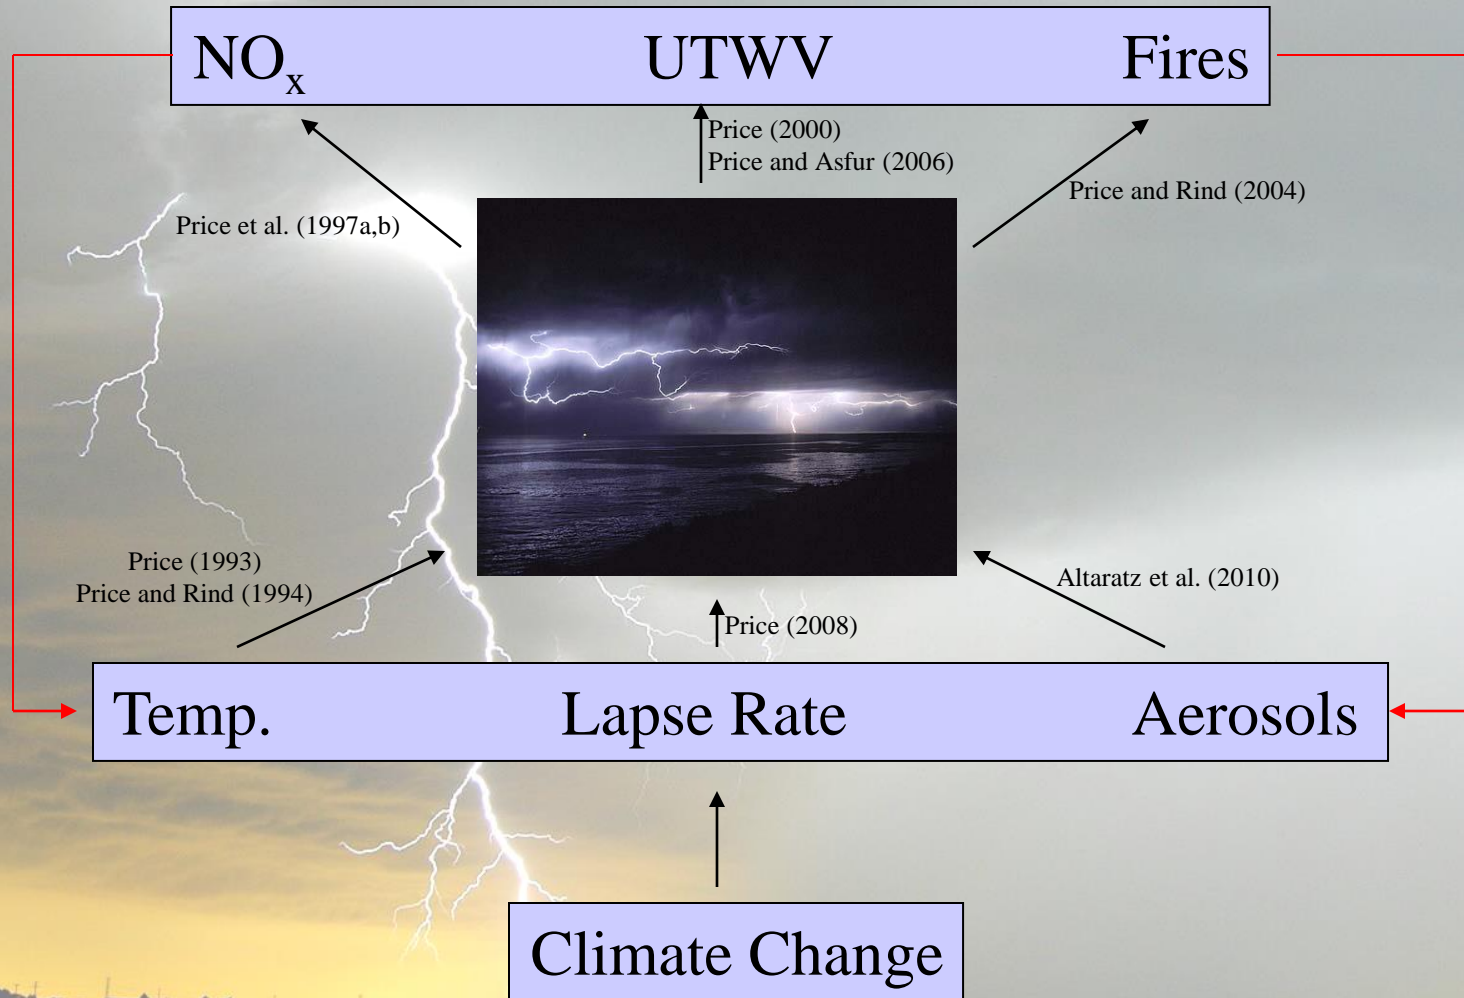 NOx UTWV Fires
Price (2000)
Price and Asfur (2006)
Price and Rind (2004)
Price et al. (1997a,b)
Price (1993)
Price and Rind (1994)
Altaratz et al. (2010)
Price (2008)
Temp. Lapse Rate Aerosols
Climate Change